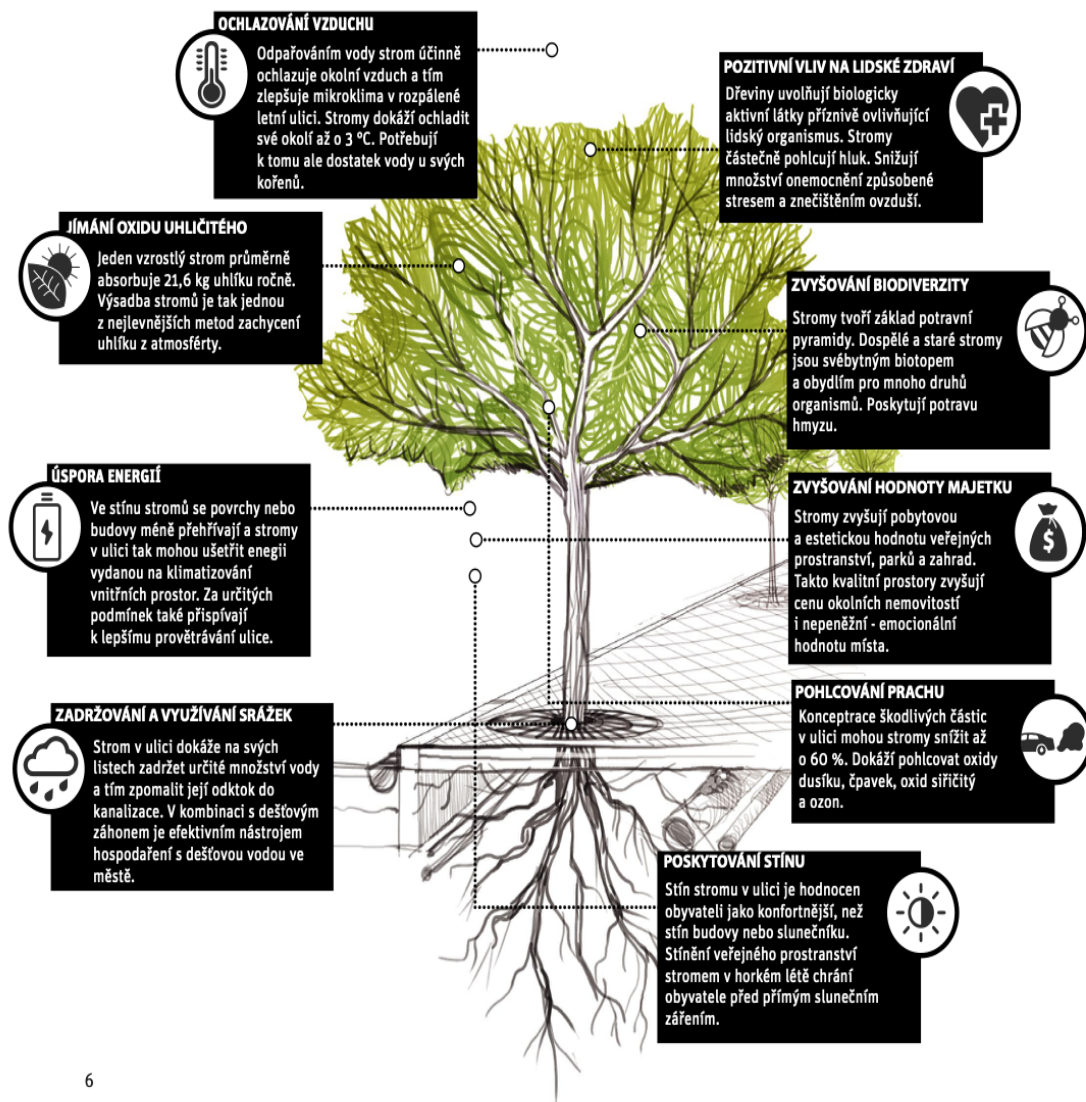 OCHLAZOVÁNÍ VZDUCHU
Odpařováním vody strom účinně
ochlazuje okolní vzduch a tím
zlepšuje mikroklima v rozpálené
letní ulici. Stromy dokáží ochladit
své okolí až o 3 °C. Potřebují
k tomu ale dostatek vody u svých
kořenů.
POZITIVNÍ VLIV NA LIDSKÉ ZDRAVÍ
Dřeviny uvolňují biologicky
aktivní látky příznivě ovlivňující
lidský organismus. Stromy
částečně pohlcují hluk. Snižují
množství onemocnění způsobené
stresem a znečištěním ovzduší.
JÍMÁNÍ OXIDU UHLIČITÉHO
Jeden vzrostlý strom průměrně
absorbuje 21,6 kg uhlíku ročně.
Výsadba stromů je tak jednou
z nejlevnějších metod zachycení
uhlíku z atmosférty.
ZVYŠOVÁNÍ BIODIVERZITY
Stromy tvoří základ potravní
pyramidy. Dospělé a staré stromy
jsou svébytným biotopem
a obydlím pro mnoho druhů
organismů. Poskytují potravu
hmyzu.
ÚSPORA ENERGIÍ
Ve stínu stromů se povrchy nebo
budovy méně přehřívají a stromy
v ulici tak mohou ušetřit energii
vydanou na klimatizování
vnitřních prostor. Za určitých
podmínek také přispívají
k lepšímu provětrávání ulice.
ZVYŠOVÁNÍ HODNOTY MAJETKU
Stromy zvyšují pobytovou
a estetickou hodnotu veřejných
prostranství, parků a zahrad.
Takto kvalitní prostory zvyšují
cenu okolních nemovitostí
i nepeněžní - emocionální
hodnotu místa.
$
ZADRŽOVÁNÍ A VYUŽÍVÁNÍ SRÁŽEK
Strom v ulici dokáže na svých
listech zadržet určité množství vody
a tím zpomalit její odktok do
kanalizace. V kombinaci s dešťovým
záhonem je efektivním nástrojem
hospodaření s dešťovou vodou ve
městě.
POHLCOVÁNÍ PRACHU
Konceptrace škodlivých částic
v ulici mohou stromy snížit až
o 60 %. Dokáží pohlcovat oxidy
dusíku, čpavek, oxid siřičitý
a ozon.
POSKYTOVÁNÍ STÍNU
Stín stromu v ulici je hodnocen
obyvateli jako konfortnější, než
stín budovy nebo slunečníku.
Stínění veřejného prostranství
stromem v horkém létě chrání
obyvatele před přímým slunečním
zářením.
6